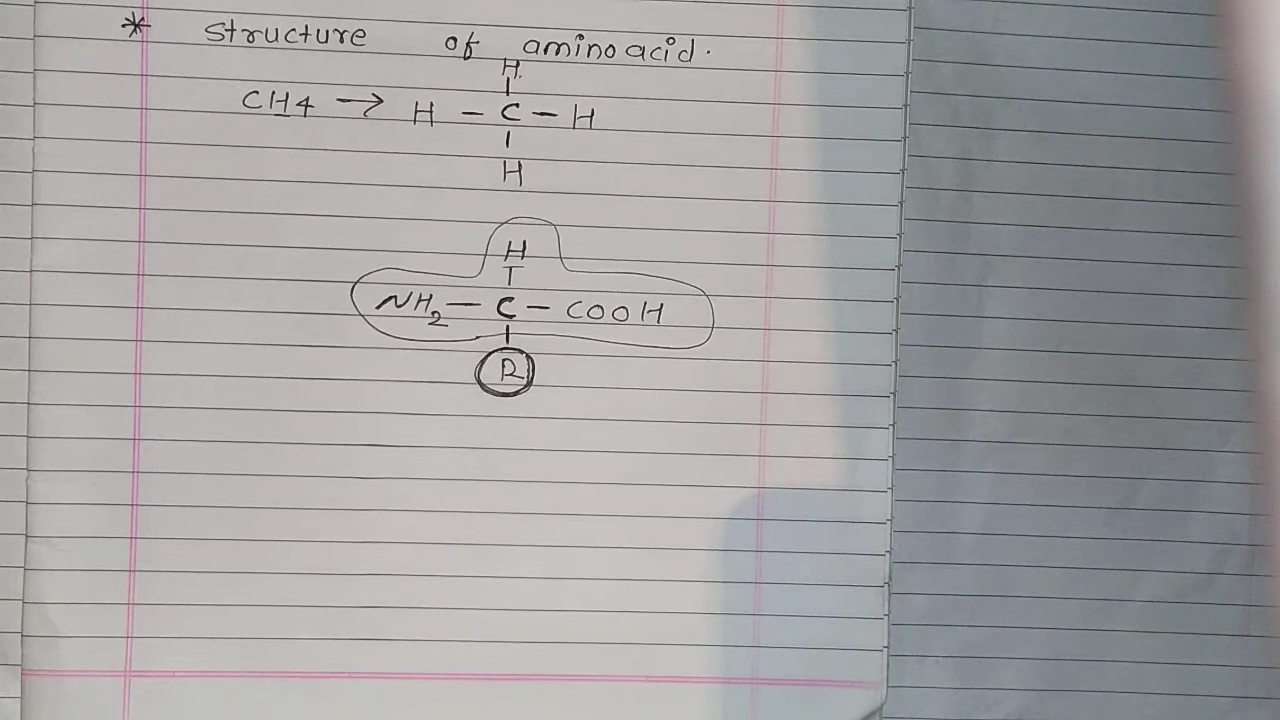 * Structure of amino acid.
H
CH4 → H – C – H
H
H
NH2 – C – COOH
R